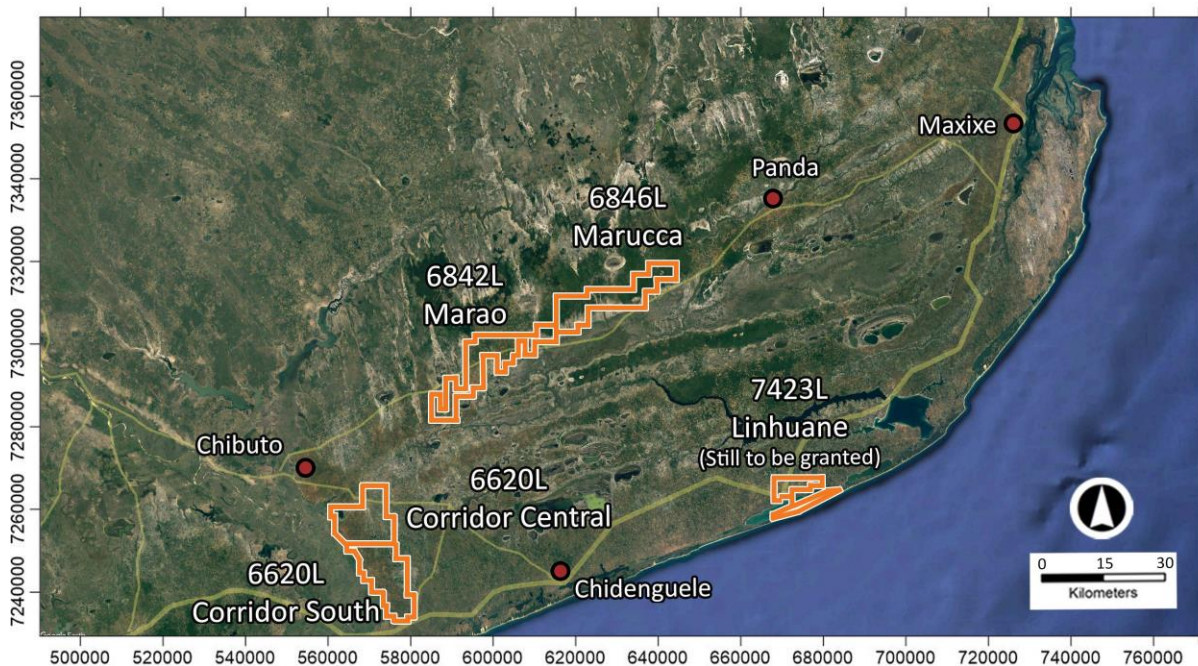 7360000
7340000
7320000
7300000
7280000
7260000
7240000
Maxixe
Panda
6846L
Marucca
6842L
Marao
7423L
Linhuane
(Still to be granted)
Chibuto
6620L
Corridor Central
6620L
Corridor South
Chidenguele
0 15 30
Kilometers
500000 520000 540000 560000 580000 600000 620000 640000 660000 680000 700000 720000 740000 760000